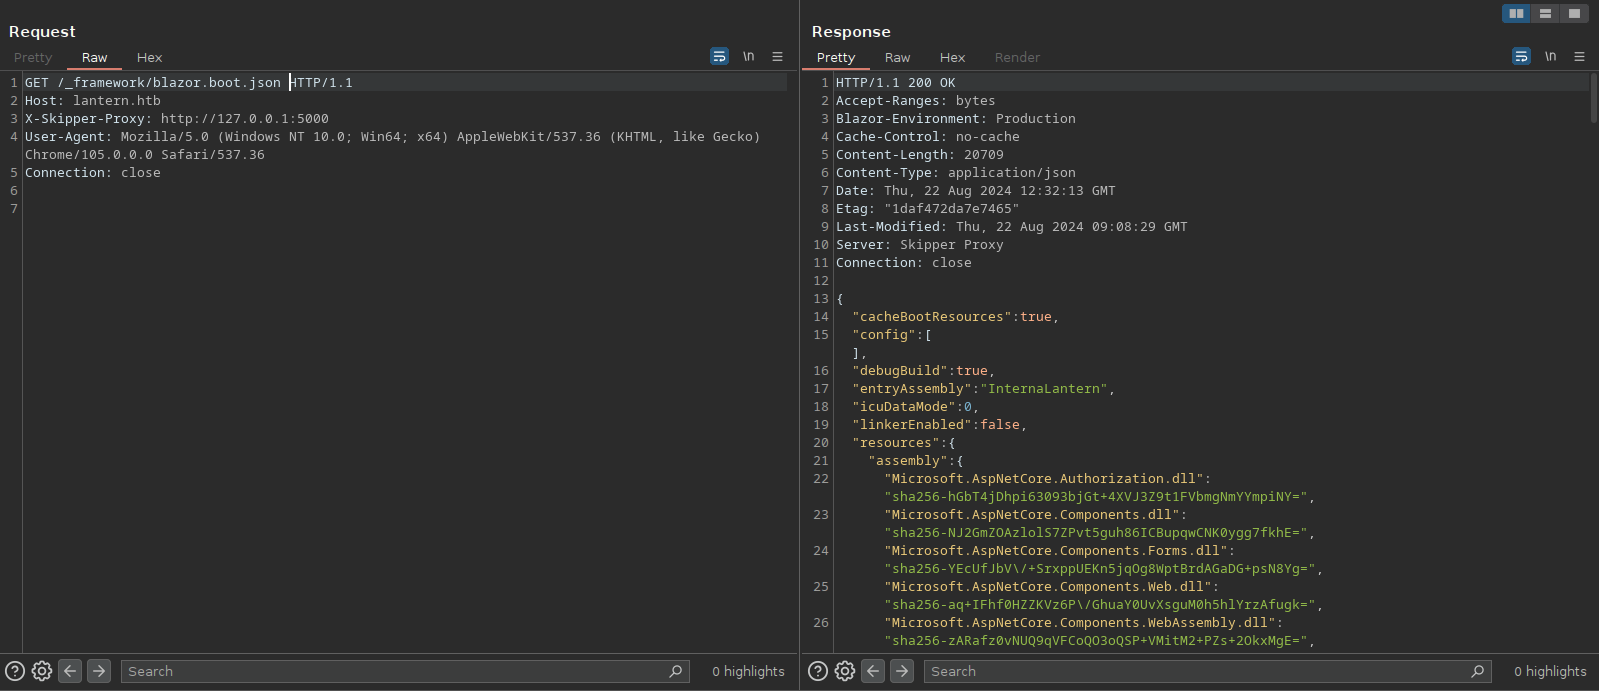 Request
Pretty Raw Hex
\n
1 GET /_framework/blazor.boot.json HTTP/1.1
2 Host: lantern.htb
3 X-Skipper-Proxy: http://127.0.0.1:5000
4 User-Agent: Mozilla/5.0 (Windows NT 10.0; Win64; x64) AppleWebKit/537.36 (KHTML, like Gecko)
Chrome/105.0.0.0 Safari/537.36
5 Connection: close
6
7
Search
0 highlights
Response
Pretty Raw Hex Render
\n
1 HTTP/1.1 200 OK
2 Accept-Ranges: bytes
3 Blazor-Environment: Production
4 Cache-Control: no-cache
5 Content-Length: 20709
6 Content-Type: application/json
7 Date: Thu, 22 Aug 2024 12:32:13 GMT
8 Etag: "1daf472da7e7465"
9 Last-Modified: Thu, 22 Aug 2024 09:08:29 GMT
10 Server: Skipper Proxy
11 Connection: close
12
13 {
14 "cacheBootResources":true,
15 "config":[
],
16 "debugBuild":true,
17 "entryAssembly":"InternaLantern",
18 "icuDataMode":0,
19 "linkerEnabled":false,
20 "resources":{
21 "assembly":{
22 "Microsoft.AspNetCore.Authorization.dll":
"sha256-hGbT4jDhpi63093bjGt+4XVJ3Z9t1FVbmgNmYYmpiNY=",
23 "Microsoft.AspNetCore.Components.dll":
"sha256-NJ2GmZOAzlolS7ZPvt5guh86ICBupqwCNK0ygg7fkhE=",
24 "Microsoft.AspNetCore.Components.Forms.dll":
"sha256-YEcUfJbV\/+SrxppUEKn5jqOg8WptBrdAGaDG+psN8Yg=",
25 "Microsoft.AspNetCore.Components.Web.dll":
"sha256-aq+IFhf0HZZKVz6P\/GhuaY0UvXsguM0h5hlYrzAfugk=",
26 "Microsoft.AspNetCore.Components.WebAssembly.dll":
"sha256-zARafz0vNUQ9qVFCoQO3oQSP+VMitM2+PZs+2OkxMgE=",
Search
0 highlights